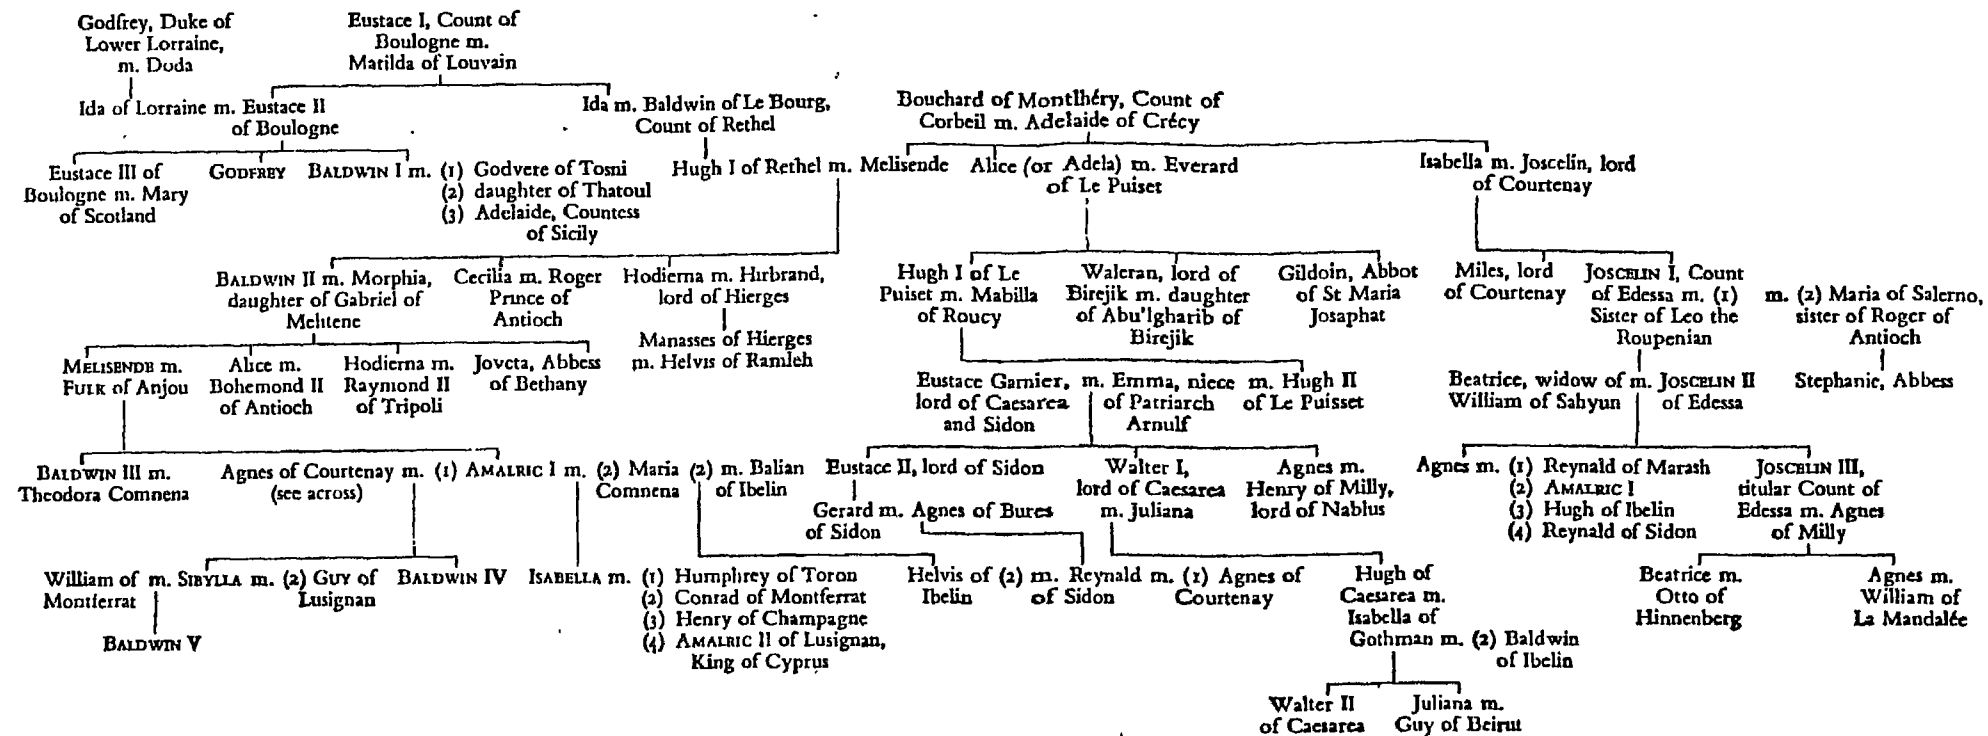 Godfrey, Duke of
Lower Lorraine,
m. Duda
Eustace I, Count of
Boulogne m.
Matilda of Louvain
Ida of Lorraine m. Eustace II
of Boulogne
Ida m. Baldwin of Le Bourg,
Count of Rethel
Bouchard of Montlhéry, Count of
Corbeil m. Adelaide of Crécy
Eustace III of
Boulogne m. Mary
of Scotland
GODFREY
BALDWIN I m. (1) Godvere of Tosni
(2) daughter of Thatoul
(3) Adelaide, Countess
of Sicily
Hugh I of Rethel m. Melisende
Alice (or Adela) m. Everard
of Le Puiset
Isabella m. Joscelin, lord
of Courtenay
BALDWIN II m. Morphia,
daughter of Gabriel of
Melitene
Cecilia m. Roger
Prince of
Antioch
Hodierna m. Hirbrand,
lord of Hierges
Manasses of Hierges
m. Helvis of Ramleh
Hugh I of Le
Puiset m. Mabilla
of Roucy
Waleran, lord of
Birejik m. daughter
of Abu'lgharib of
Birejik
Gildoin, Abbot
of St Maria
Josaphat
Miles, lord
of Courtenay
JOSCELIN I, Count
of Edessa m. (1)
Sister of Leo the
Roupenian
m. (2) Maria of Salerno,
sister of Roger of
Antioch
MELISENDE m.
FULK of Anjou
Alice m.
Bohemond II
of Antioch
Hodierna m.
Raymond II
of Tripoli
Joveta, Abbess
of Bethany
Eustace Garnier,
lord of Caesarea
and Sidon
m. Emma, niece
of Patriarch
Arnulf
m. Hugh II
of Le Puisset
Beatrice, widow of m. JOSCELIN II
William of Sahyun
of Edessa
Stephanie, Abbess
BALDWIN III m.
Theodora Comnena
Agnes of Courtenay m. (1) AMALRIC I m. (2) Maria
(see across)
Comnena
(2) m. Balian
of Ibelin
Eustace II, lord of Sidon
Gerard m. Agnes of Bures
of Sidon
Walter I,
lord of Caesarea
m. Juliana
Agnes m.
Henry of Milly,
lord of Nablus
Agnes m. (1) Reynald of Marash
(2) AMALRIC I
(3) Hugh of Ibelin
(4) Reynald of Sidon
JOSCELIN III,
titular Count of
Edessa m. Agnes
of Milly
William of m. SIBYLLA m. (2) GUY of
Montferrat
Lusignan
BALDWIN V
BALDWIN IV
ISABELLA m. (1) Humphrey of Toron
(2) Conrad of Montferrat
(3) Henry of Champagne
(4) AMALRIC II of Lusignan,
King of Cyprus
Helvis of (2) m. Reynald m. (1) Agnes of
Ibelin
of Sidon
Courtenay
Hugh of
Caesarea m.
Isabella of
Gothman m. (2) Baldwin
of Ibelin
Beatrice m.
Otto of
Hinnenberg
Agnes m.
William of
La Mandalée
Walter II
of Caesarea
Juliana m.
Guy of Beirut